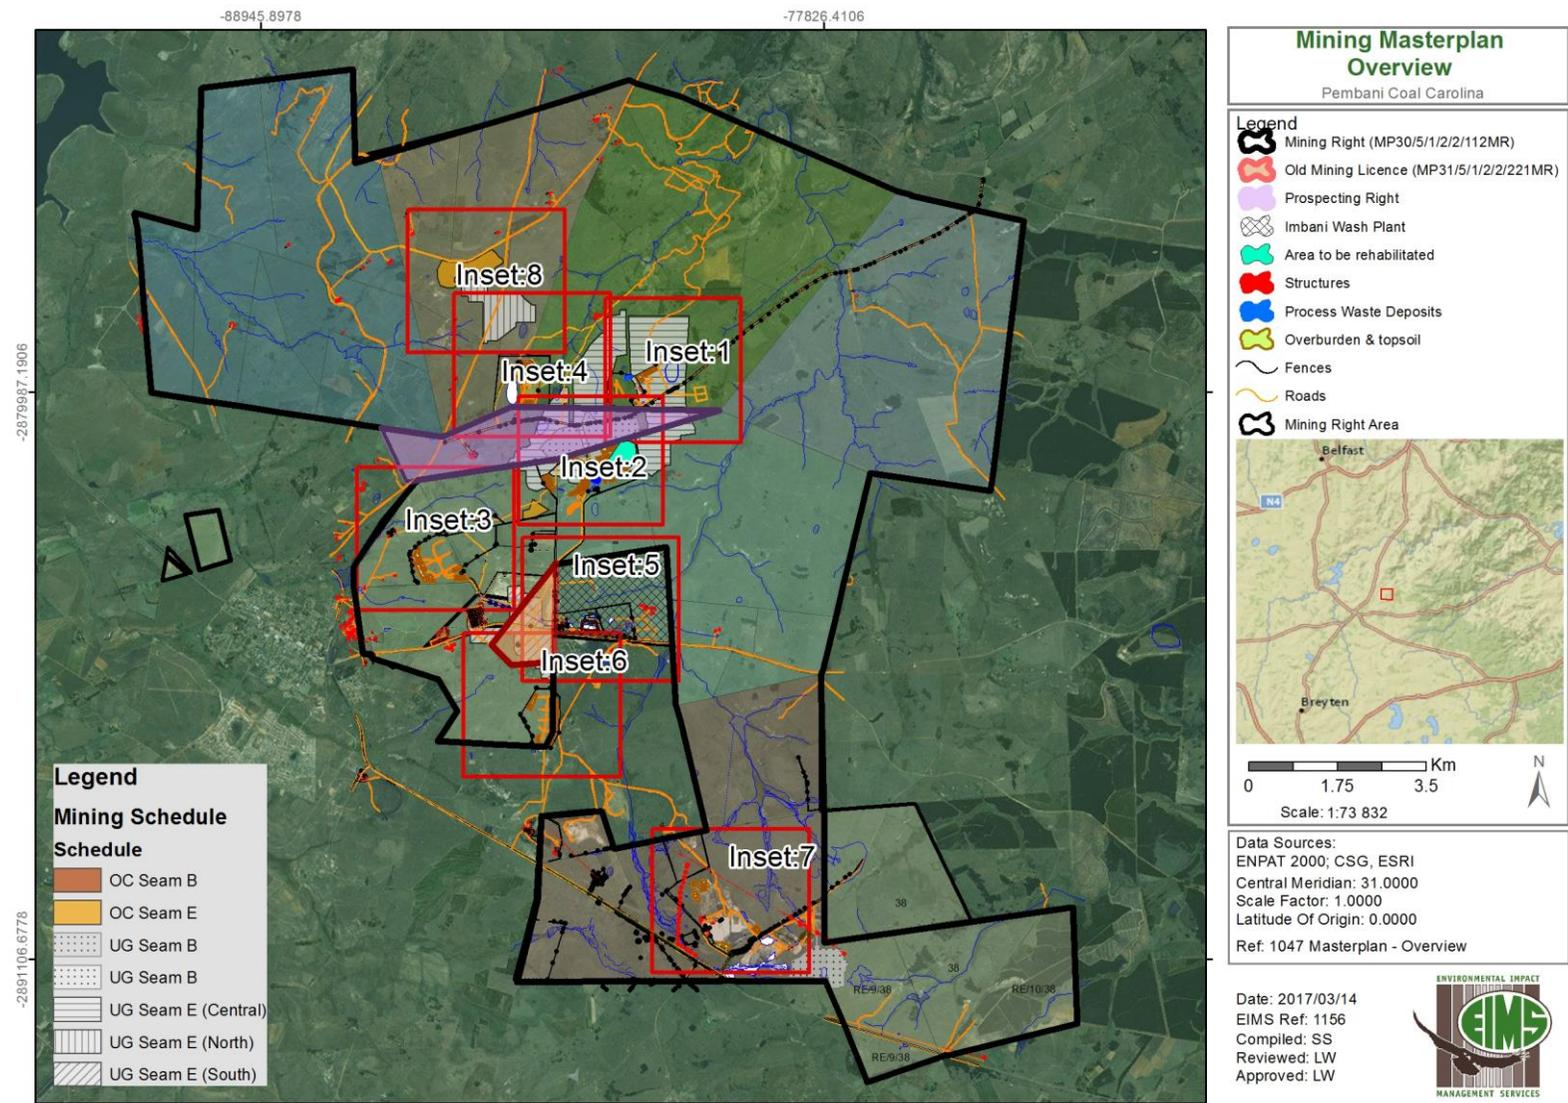 -88945.8978
-77826.4106
-2879987.1906
-2891106.6778
Inset:8
Inset:1
Inset:4
Inset:2
Inset:3
Inset:5
Inset:6
Inset:7
38
38
RE/9/38
RE/10/38
RE/9/38
Legend
Mining Schedule
Schedule
OC Seam B
OC Seam E
UG Seam B
UG Seam B
UG Seam E (Central)
UG Seam E (North)
UG Seam E (South)
Mining Masterplan
Overview
Pembani Coal Carolina
Legend
Mining Right (MP30/5/1/2/2/112MR)
Old Mining Licence (MP31/5/1/2/2/221MR)
Prospecting Right
Imbani Wash Plant
Area to be rehabilitated
Structures
Process Waste Deposits
Overburden & topsoil
Fences
Roads
Mining Right Area
Belfast
N4
Breyten
Km
0 1.75 3.5
N
Scale: 1:73 832
Data Sources:
ENPAT 2000; CSG, ESRI
Central Meridian: 31.0000
Scale Factor: 1.0000
Latitude Of Origin: 0.0000
Ref: 1047 Masterplan - Overview
Date: 2017/03/14
EIMS Ref: 1156
Compiled: SS
Reviewed: LW
Approved: LW
ENVIRONMENTAL IMPACT
EIMS
MANAGEMENT SERVICES